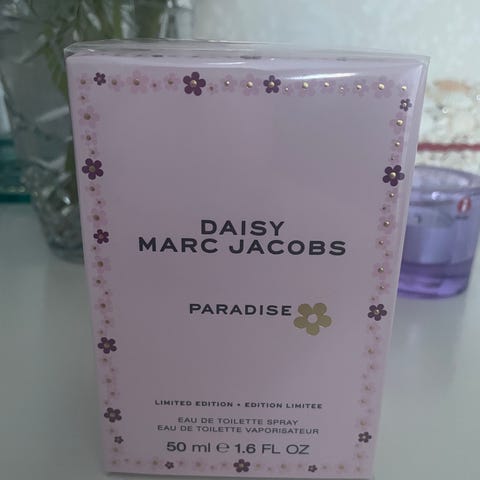 DAISY
MARC JACOBS
PARADISE
LIMITED EDITION • EDITION LIMITEE
EAU DE TOILETTE SPRAY
EAU DE TOILETTE VAPORISATEUR
50 ml ℮ 1.6 FL OZ